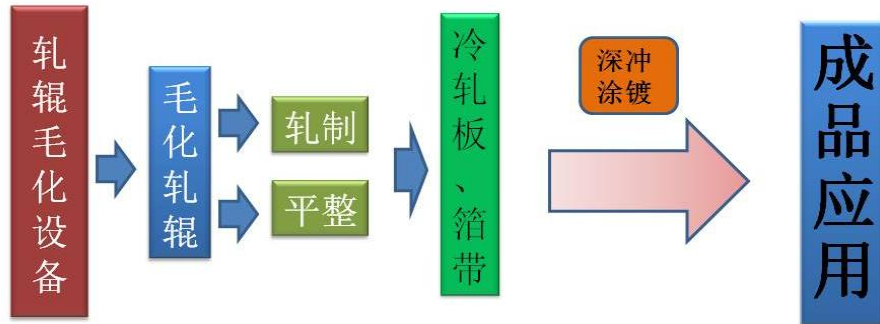 轧辊毛化设备
毛化轧辊
轧制
平整
冷轧板、箔带
深冲
涂镀
成品应用